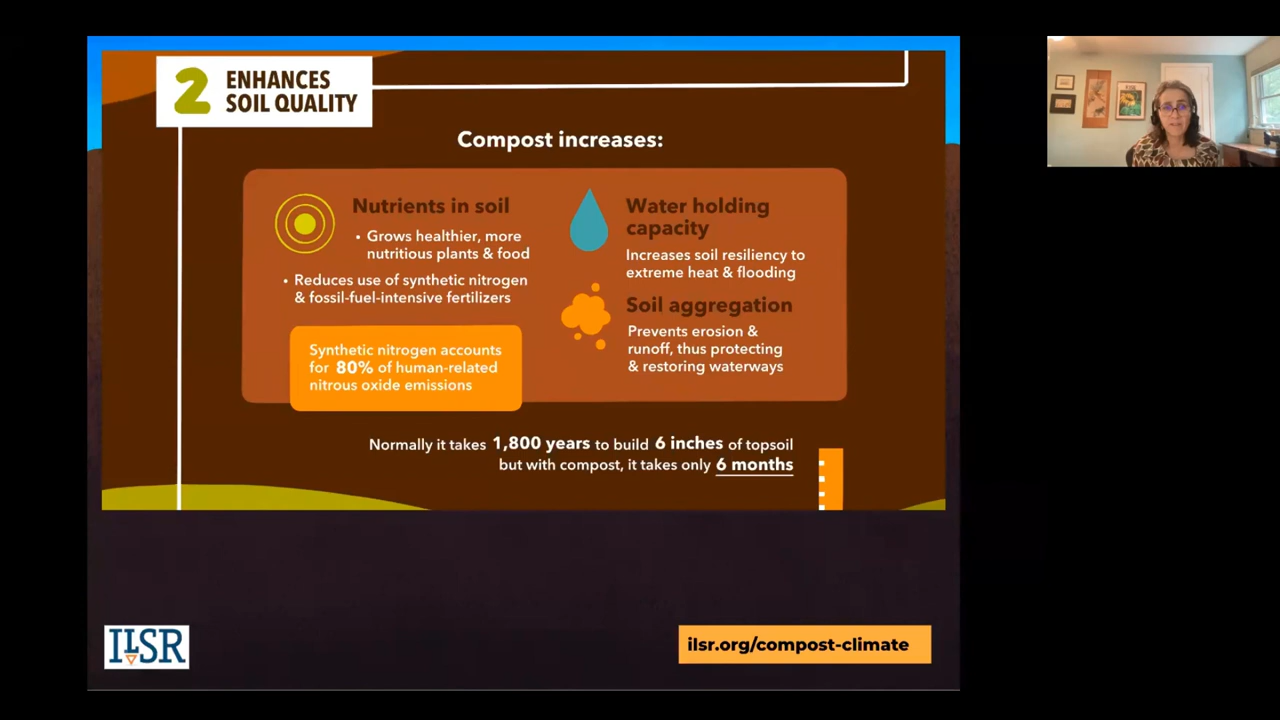 2
ENHANCES
SOIL QUALITY
Compost increases:
Nutrients in soil
• Grows healthier, more
nutritious plants & food
• Reduces use of synthetic nitrogen
& fossil-fuel-intensive fertilizers
Synthetic nitrogen accounts
for 80% of human-related
nitrous oxide emissions
Water holding
capacity
Increases soil resiliency to
extreme heat & flooding
Soil aggregation
Prevents erosion &
runoff, thus protecting
& restoring waterways
Normally it takes 1,800 years to build 6 inches of topsoil
but with compost, it takes only 6 months
ILSR
ilsr.org/compost-climate